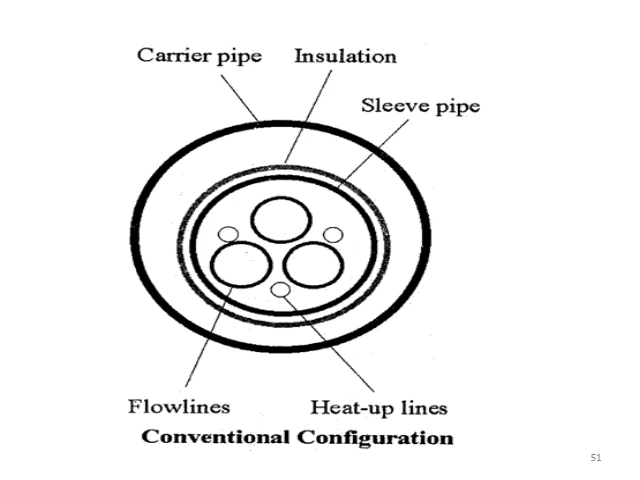 Carrier pipe
Insulation
Sleeve pipe
Flowlines
Heat-up lines
Conventional Configuration
51